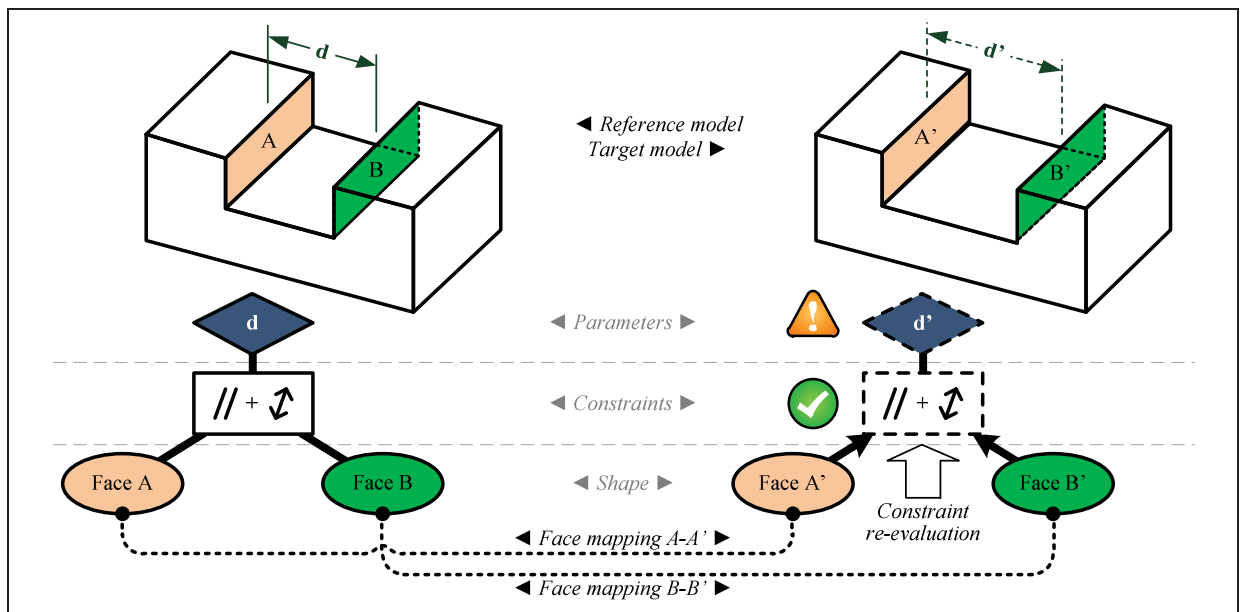 d
d’
A
B
A’
B’
◄ Reference model
Target model ►
d
◄ Parameters ►
!
d’
// +
◄ Constraints ►
// +
Face A
Face B
◄ Shape ►
Face A’
Face B’
Constraint
re-evaluation
◄ Face mapping A-A’ ►
◄ Face mapping B-B’ ►